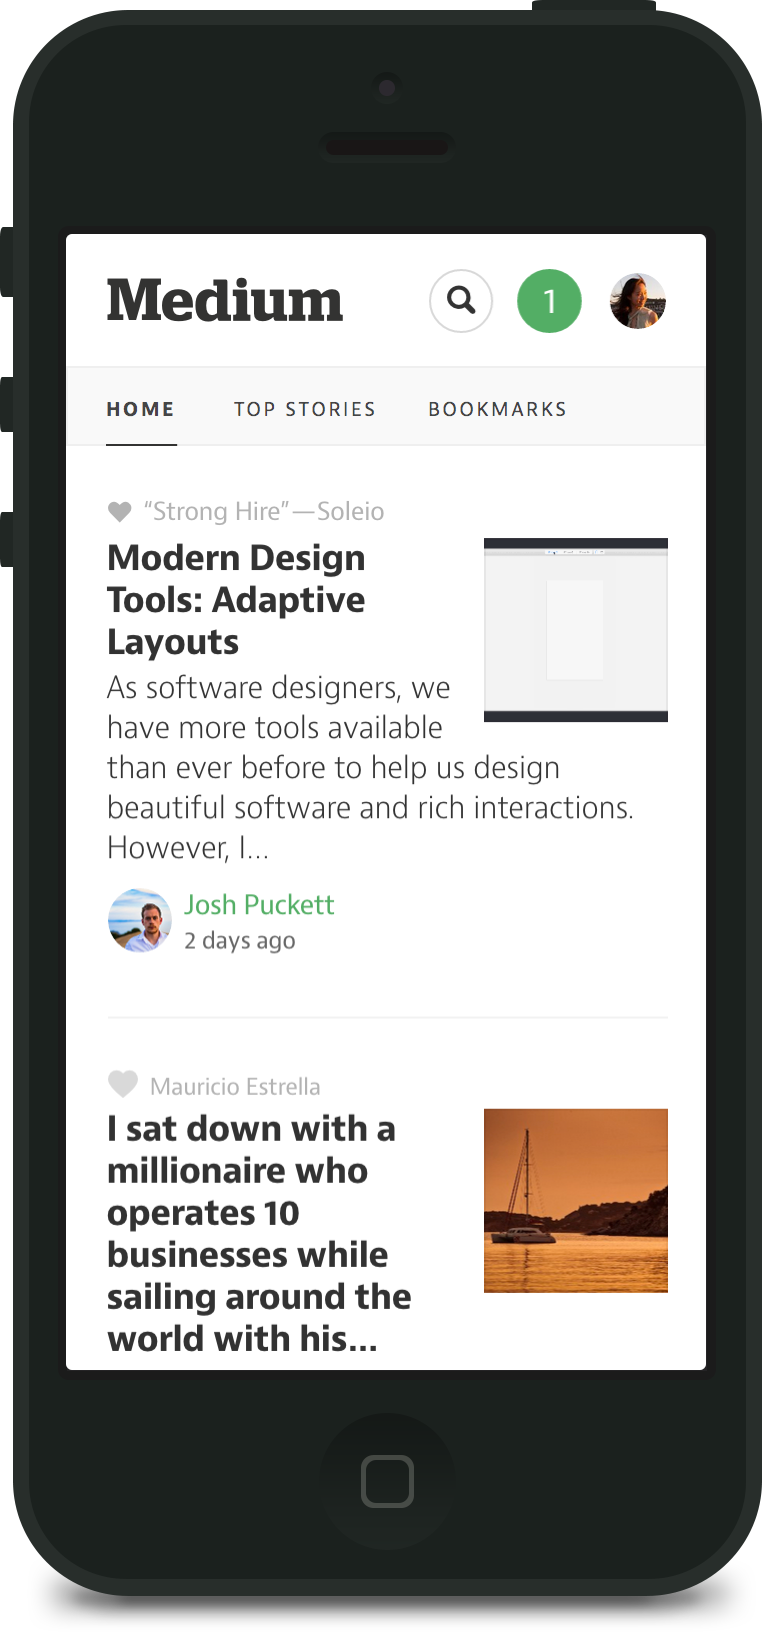 Medium
1
HOME TOP STORIES BOOKMARKS
“Strong Hire” — Soleio
Modern Design
Tools: Adaptive
Layouts
As software designers, we
have more tools available
than ever before to help us design
beautiful software and rich interactions.
However, I...
Josh Puckett
2 days ago
Mauricio Estrella
I sat down with a
millionaire who
operates 10
businesses while
sailing around the
world with his...